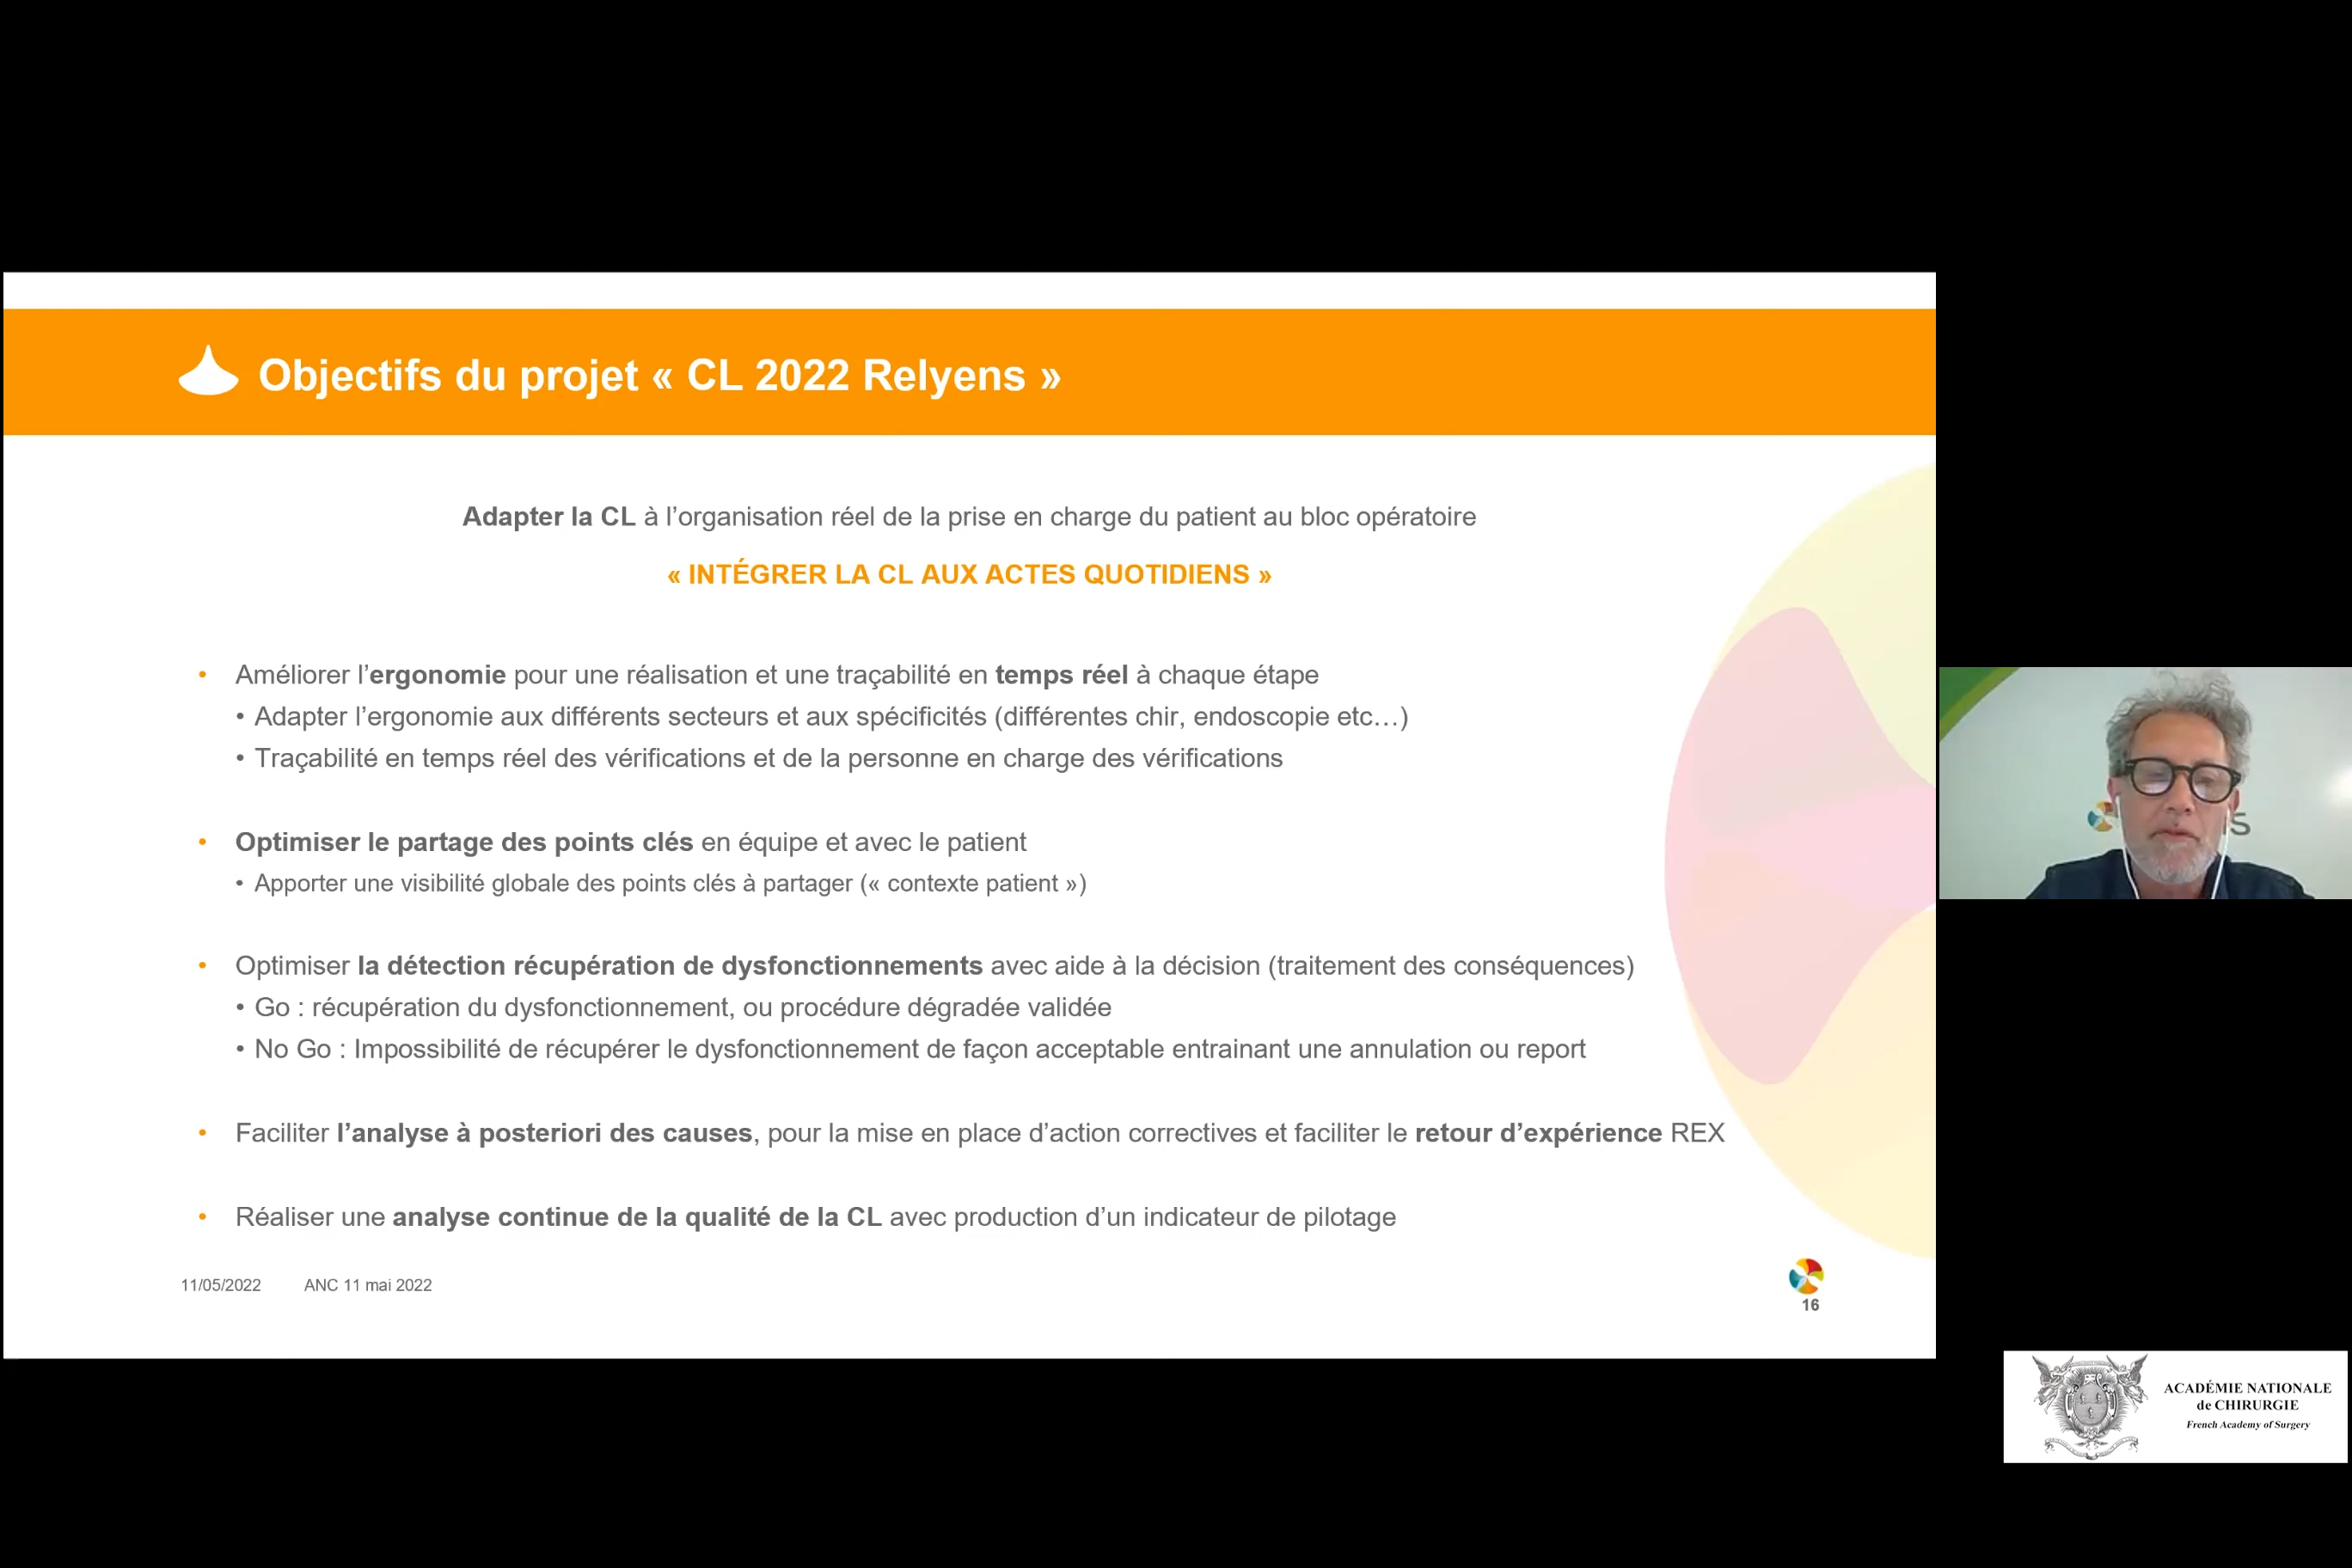 Objectifs du projet « CL 2022 Relyens »
Adapter la CL à l’organisation réel de la prise en charge du patient au bloc opératoire
« INTÉGRER LA CL AUX ACTES QUOTIDIENS »
• Améliorer l’ergonomie pour une réalisation et une traçabilité en temps réel à chaque étape
• Adapter l’ergonomie aux différents secteurs et aux spécificités (différentes chir, endoscopie etc…)
• Traçabilité en temps réel des vérifications et de la personne en charge des vérifications
• Optimiser le partage des points clés en équipe et avec le patient
• Apporter une visibilité globale des points clés à partager (« contexte patient »)
• Optimiser la détection récupération de dysfonctionnements avec aide à la décision (traitement des conséquences)
• Go : récupération du dysfonctionnement, ou procédure dégradée validée
• No Go : Impossibilité de récupérer le dysfonctionnement de façon acceptable entrainant une annulation ou report
• Faciliter l’analyse à posteriori des causes, pour la mise en place d’action correctives et faciliter le retour d’expérience REX
• Réaliser une analyse continue de la qualité de la CL avec production d’un indicateur de pilotage
11/05/2022 ANC 11 mai 2022
16
ACADÉMIE NATIONALE
de CHIRURGIE
French Academy of Surgery